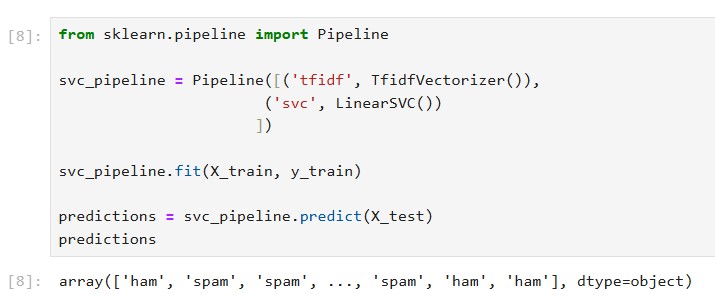 [8]: from sklearn.pipeline import Pipeline
svc_pipeline = Pipeline([('tfidf', TfidfVectorizer()),
('svc', LinearSVC())
])
svc_pipeline.fit(X_train, y_train)
predictions = svc_pipeline.predict(X_test)
predictions
[8]: array(['ham', 'spam', 'spam', ..., 'spam', 'ham', 'ham'], dtype=object)